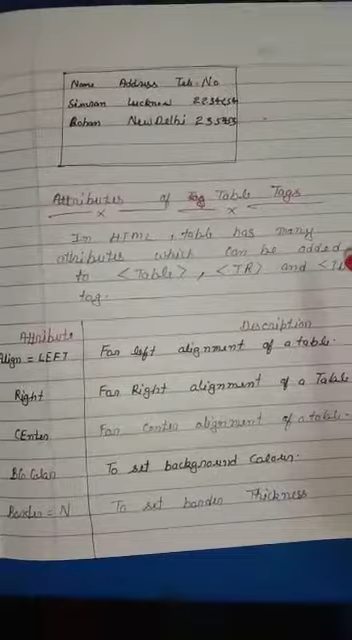 Name Address Tel. No
Simran Lucknow
Rohan New Delhi
Attributes of Tag Table Tags
In HTML, table has many
attributes which can be added
to <Table>, <TR> and
tag.
Attribute Description
Align = LEFT For left alignment of a table.
Right For Right alignment of a Table
CEnter For Center alignment of a table.
BG Color To set background Colour.
Border = N To set border Thickness